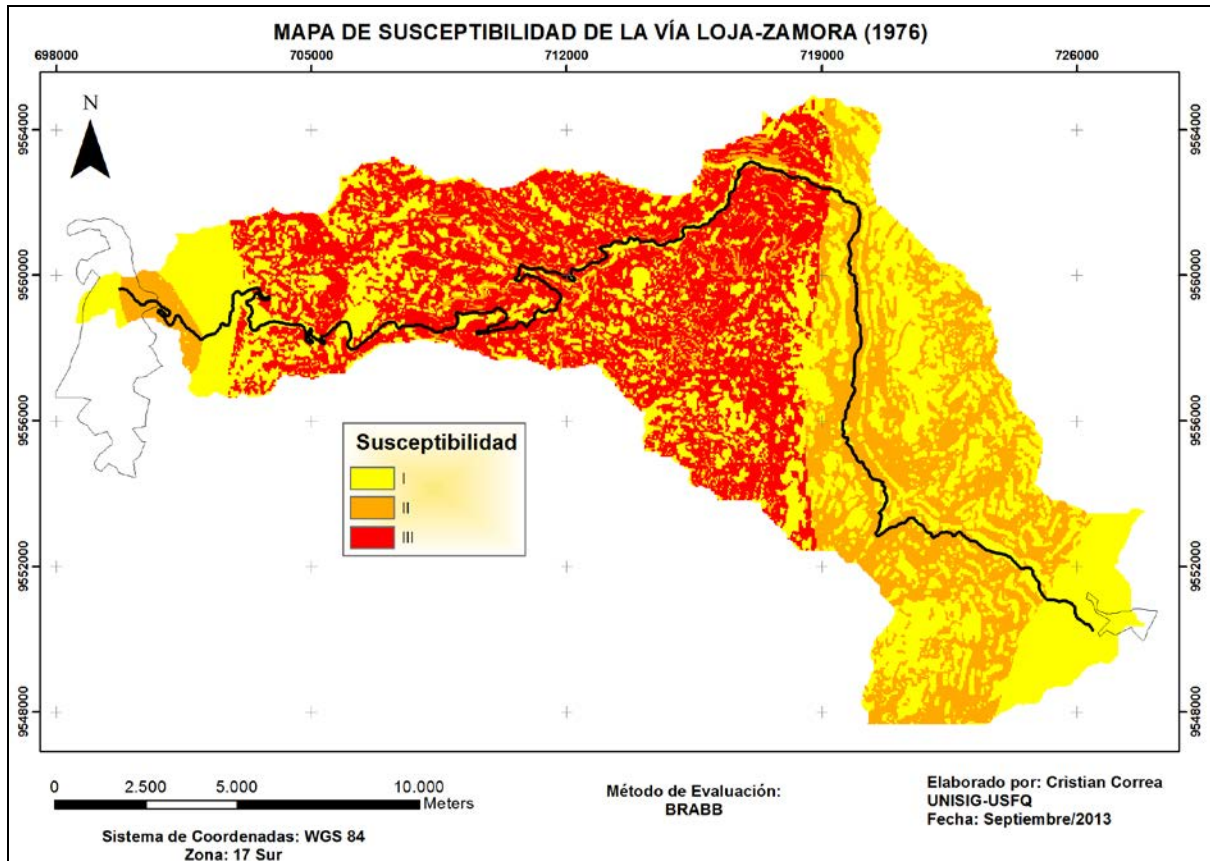 MAPA DE SUSCEPTIBILIDAD DE LA VÍA LOJA-ZAMORA (1976)
698000
705000
712000
719000
726000
N
9564000
9564000
9560000
9560000
9556000
9556000
9552000
9552000
9548000
9548000
Susceptibilidad
I
II
III
0
2.500
5.000
10.000
Meters
Sistema de Coordenadas: WGS 84
Zona: 17 Sur
Método de Evaluación:
BRABB
Elaborado por: Cristian Correa
UNISIG-USFQ
Fecha: Septiembre/2013